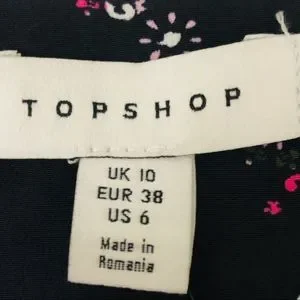 TOPSHOP
UK 10
EUR 38
US 6
Made in
Romania